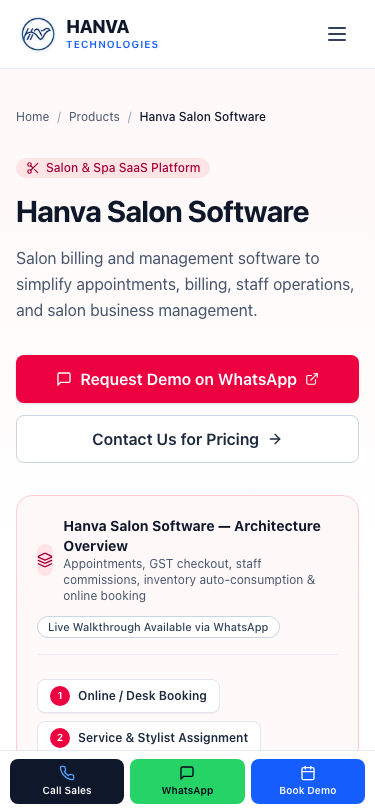 HANVA
TECHNOLOGIES
Home / Products / Hanva Salon Software
Salon & Spa SaaS Platform
Hanva Salon Software
Salon billing and management software to
simplify appointments, billing, staff operations,
and salon business management.
Request Demo on WhatsApp
Contact Us for Pricing
Hanva Salon Software — Architecture
Overview
Appointments, GST checkout, staff
commissions, inventory auto-consumption &
online booking
Live Walkthrough Available via WhatsApp
1 Online / Desk Booking
2 Service & Stylist Assignment
Call Sales WhatsApp Book Demo